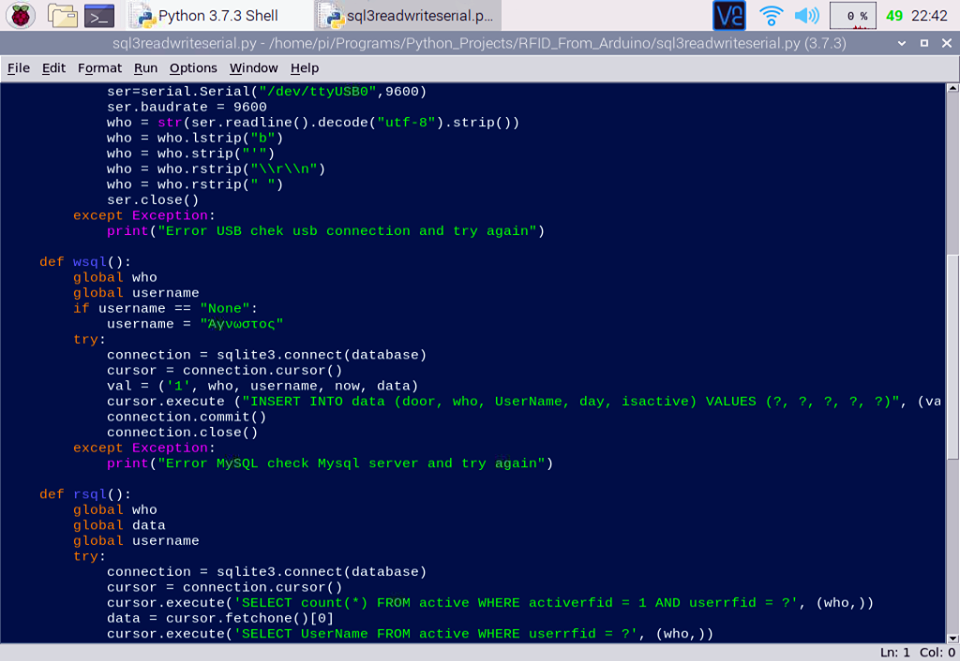 Python 3.7.3 Shell
sql3readwriteserial.p...
V2
0 %
49 22:42
sql3readwriteserial.py - /home/pi/Programs/Python_Projects/RFID_From_Arduino/sql3readwriteserial.py (3.7.3)
File Edit Format Run Options Window Help
ser=serial.Serial("/dev/ttyUSB0",9600)
ser.baudrate = 9600
who = str(ser.readline().decode("utf-8").strip())
who = who.lstrip("b")
who = who.strip("'")
who = who.rstrip("\\r\\n")
who = who.rstrip(" ")
ser.close()
except Exception:
print("Error USB chek usb connection and try again")
def wsql():
global who
global username
if username == "None":
username = "Άγνωστος"
try:
connection = sqlite3.connect(database)
cursor = connection.cursor()
val = ('1', who, username, now, data)
cursor.execute ("INSERT INTO data (door, who, UserName, day, isactive) VALUES (?, ?, ?, ?, ?)", (va
connection.commit()
connection.close()
except Exception:
print("Error MySQL check Mysql server and try again")
def rsql():
global who
global data
global username
try:
connection = sqlite3.connect(database)
cursor = connection.cursor()
cursor.execute('SELECT count(*) FROM active WHERE activerfid = 1 AND userrfid = ?', (who,))
data = cursor.fetchone()[0]
cursor.execute('SELECT UserName FROM active WHERE userrfid = ?', (who,))
Ln: 1 Col: 0